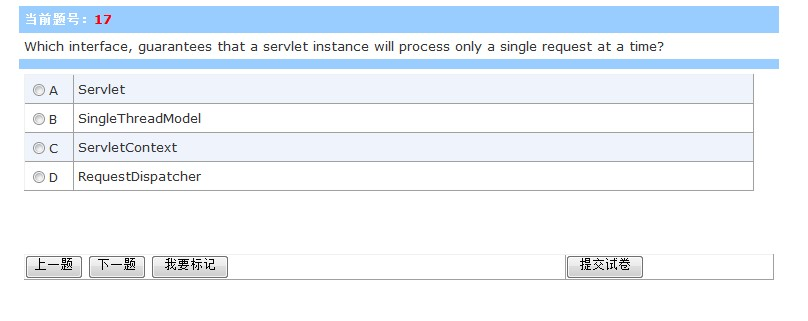 当前题号：17
Which interface, guarantees that a servlet instance will process only a single request at a time?
A Servlet
B SingleThreadModel
C ServletContext
D RequestDispatcher
上一题 下一题 我要标记 提交试卷